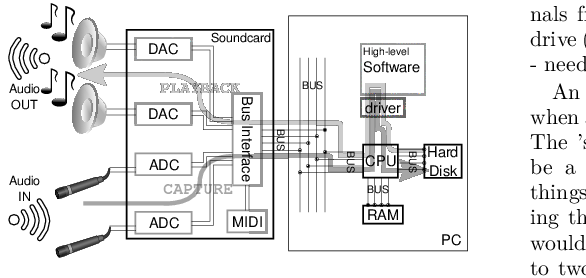 DAC
Soundcard
High-level
Software
PLAYBACK
Audio
OUT
DAC
BUS
driver
Bus Interface
BUS
ADC
BUS
CPU
BUS
Hard
Disk
Audio
IN
CAPTURE
BUS
ADC
MIDI
RAM
PC
nals f
drive (
- need
An
when
The 's
be a
things
ing th
would
to two